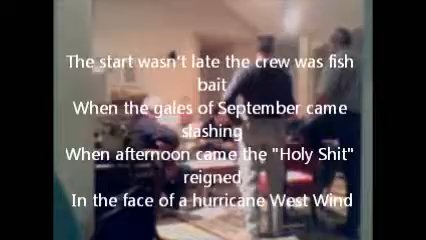 The start wasn't late the crew was fish
bait
When the gales of September came
slashing
When afternoon came the "Holy Shit"
reigned
In the face of a hurricane West Wind